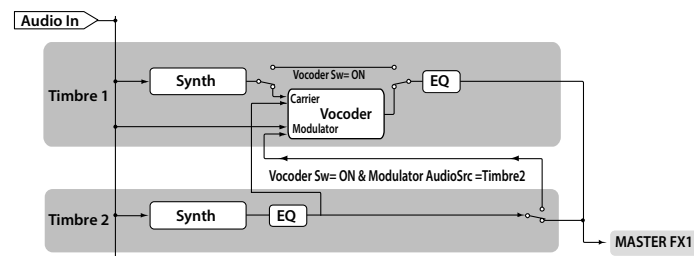 Audio In
Timbre 1
Synth
Vocoder Sw= ON
EQ
Carrier
Vocoder
Modulator
Vocoder Sw= ON & Modulator AudioSrc =Timbre2
Timbre 2
Synth
EQ
MASTER FX1